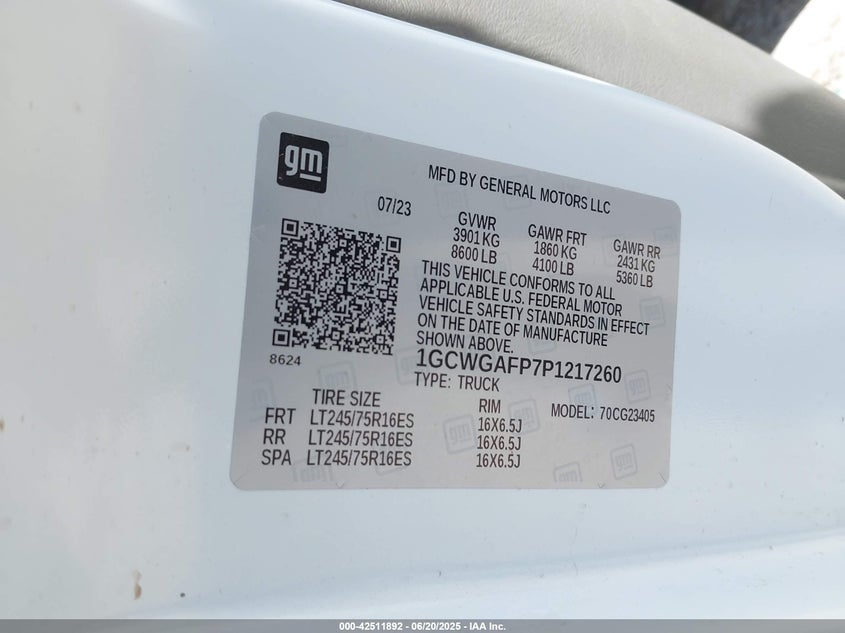 gm
MFD BY GENERAL MOTORS LLC
07/23
GVWR GAWR FRT GAWR RR
3901 KG 1860 KG 2431 KG
8600 LB 4100 LB 5360 LB
THIS VEHICLE CONFORMS TO ALL
APPLICABLE U.S. FEDERAL MOTOR
VEHICLE SAFETY STANDARDS IN EFFECT
ON THE DATE OF MANUFACTURE
SHOWN ABOVE.
8624
1GCWGAFP7P1217260
TYPE: TRUCK
TIRE SIZE RIM MODEL: 70CG23405
FRT LT245/75R16ES 16X6.5J
RR LT245/75R16ES 16X6.5J
SPA LT245/75R16ES 16X6.5J
000-42511892 - 06/20/2025 - IAA Inc.